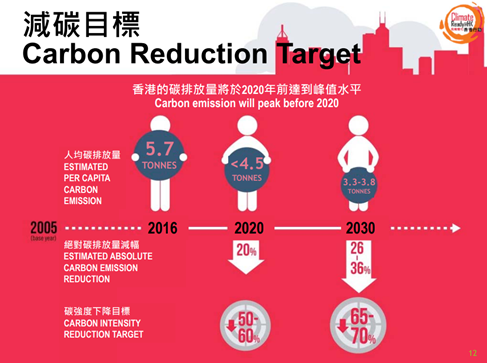 減碳目標
Carbon Reduction Target
Climate
Ready@HK
香港的碳排放量將於2020年前達到峰值水平
Carbon emission will peak before 2020
人均碳排放量
ESTIMATED
PER CAPITA
CARBON
EMISSION
5.7
TONNES
<4.5
TONNES
3.3-3.8
TONNES
2005
(base year)
2016
2020
2030
絕對碳排放量減幅
ESTIMATED ABSOLUTE
CARBON EMISSION
REDUCTION
20%
26
-
36%
碳強度下降目標
CARBON INTENSITY
REDUCTION TARGET
50-
60%
65-
70%
12